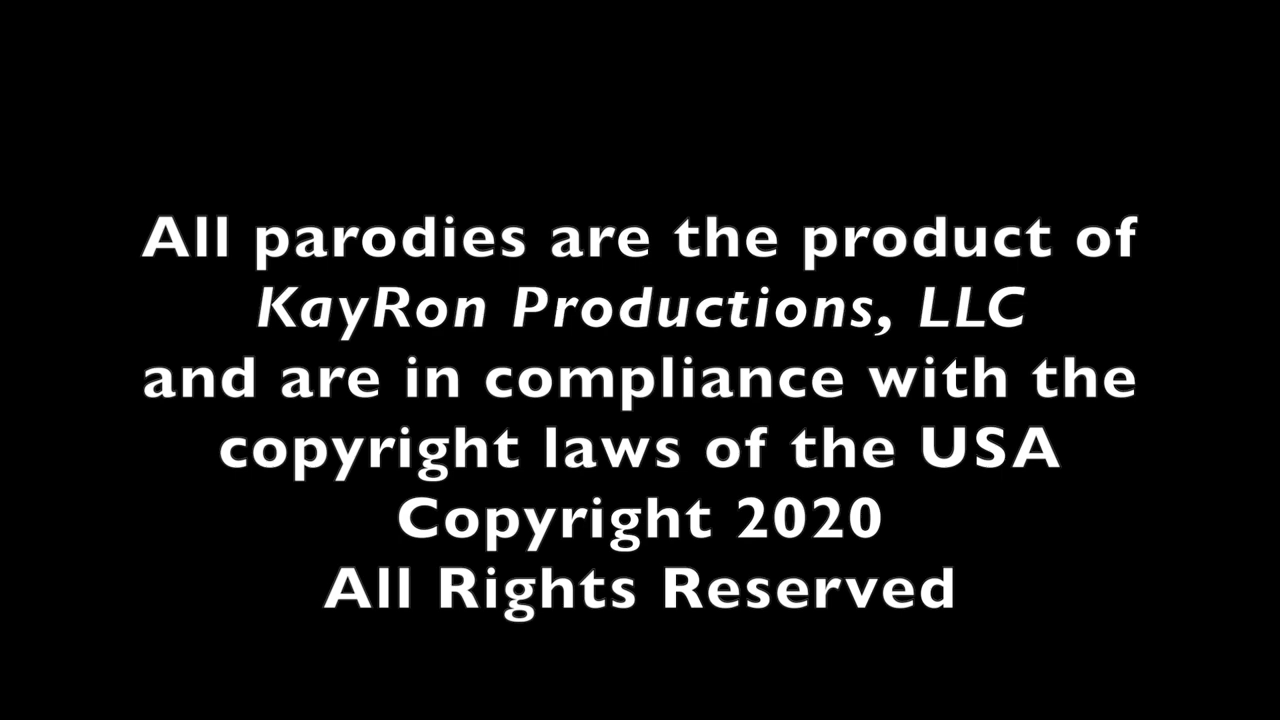 All parodies are the product of
KayRon Productions, LLC
and are in compliance with the
copyright laws of the USA
Copyright 2020
All Rights Reserved